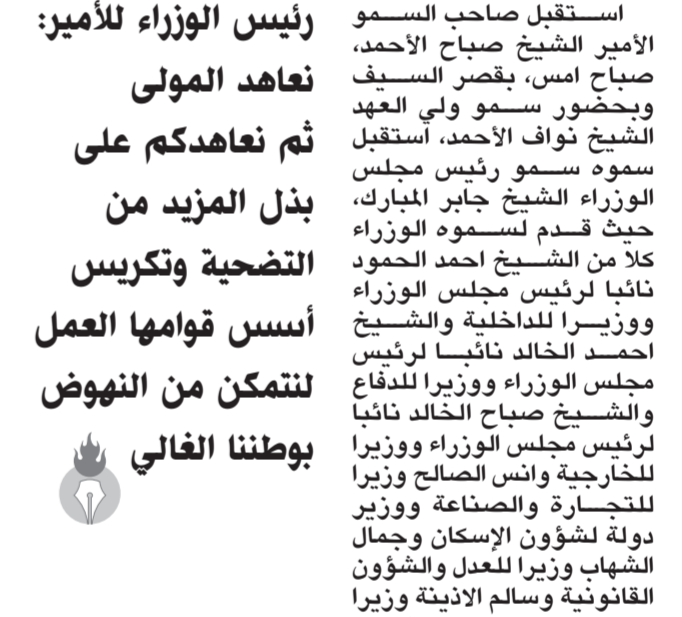 استقبل صاحب السمو
الأمير الشيخ صباح الأحمد،
صباح امس، بقصر السيف
وبحضور سمو ولي العهد
الشيخ نواف الأحمد، استقبل
سموه سمو رئيس مجلس
الوزراء الشيخ جابر المبارك،
حيث قدم لسموه الوزراء
كلا من الشيخ احمد الحمود
نائبا لرئيس مجلس الوزراء
ووزيرا للداخلية والشيخ
احمد الخالد نائبا لرئيس
مجلس الوزراء ووزيرا للدفاع
والشيخ صباح الخالد نائبا
لرئيس مجلس الوزراء ووزيرا
للخارجية وانس الصالح وزيرا
للتجارة والصناعة ووزير
دولة لشؤون الإسكان وجمال
الشهاب وزيرا للعدل والشؤون
القانونية وسالم الاذينة وزيرا
رئيس الوزراء للأمير:
نعاهد المولى
ثم نعاهدكم على
بذل المزيد من
التضحية وتكريس
أسس قوامها العمل
لنتمكن من النهوض
بوطننا الغالي